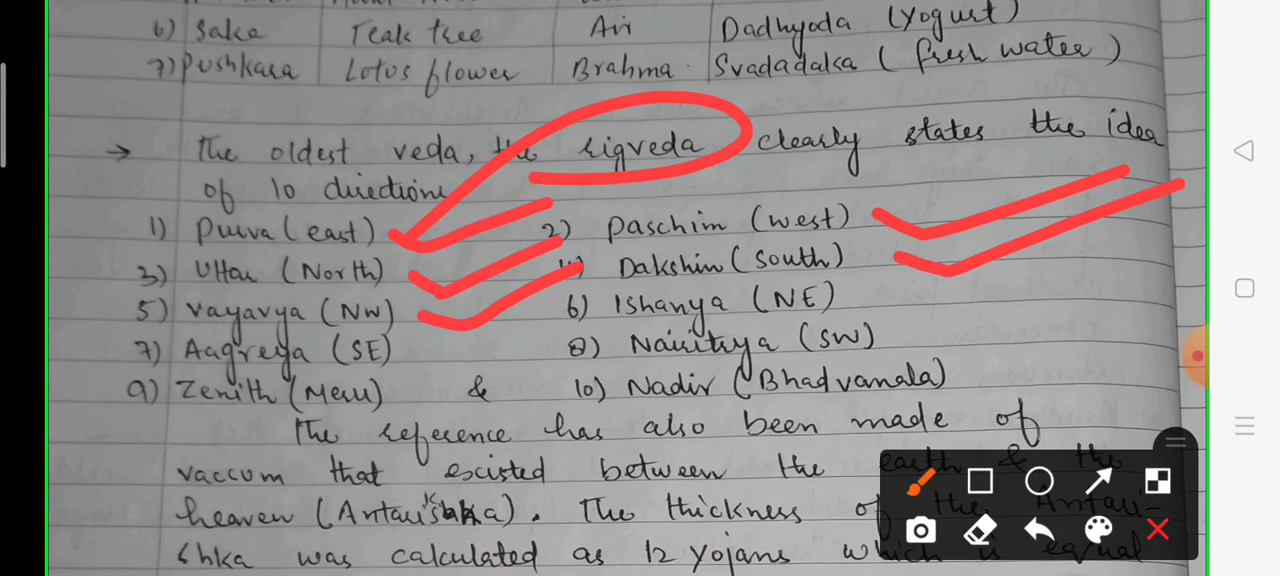 6) Saka Teak tree Air Dadhyoda (Yogurt)
7) Pushkara Lotus flower Brahma. Svadadaka (fresh water)
→ The oldest veda, the rigveda clearly states the idea
of 10 directions
1) Purva (east) 2) Paschim (west)
3) Uttar (North) 4) Dakshin (South)
5) Vayavya (NW) 6) Ishanya (NE)
7) Aagreya (SE) 8) Nairitya (SW)
9) Zenith (Meru) & 10) Nadir (Bhadvamala)
The reference has also been made of
vaccum that existed between the earth & the
heaven (Antariksha). The thickness of the Antari-
shka was calculated as 12 yojans which is equal